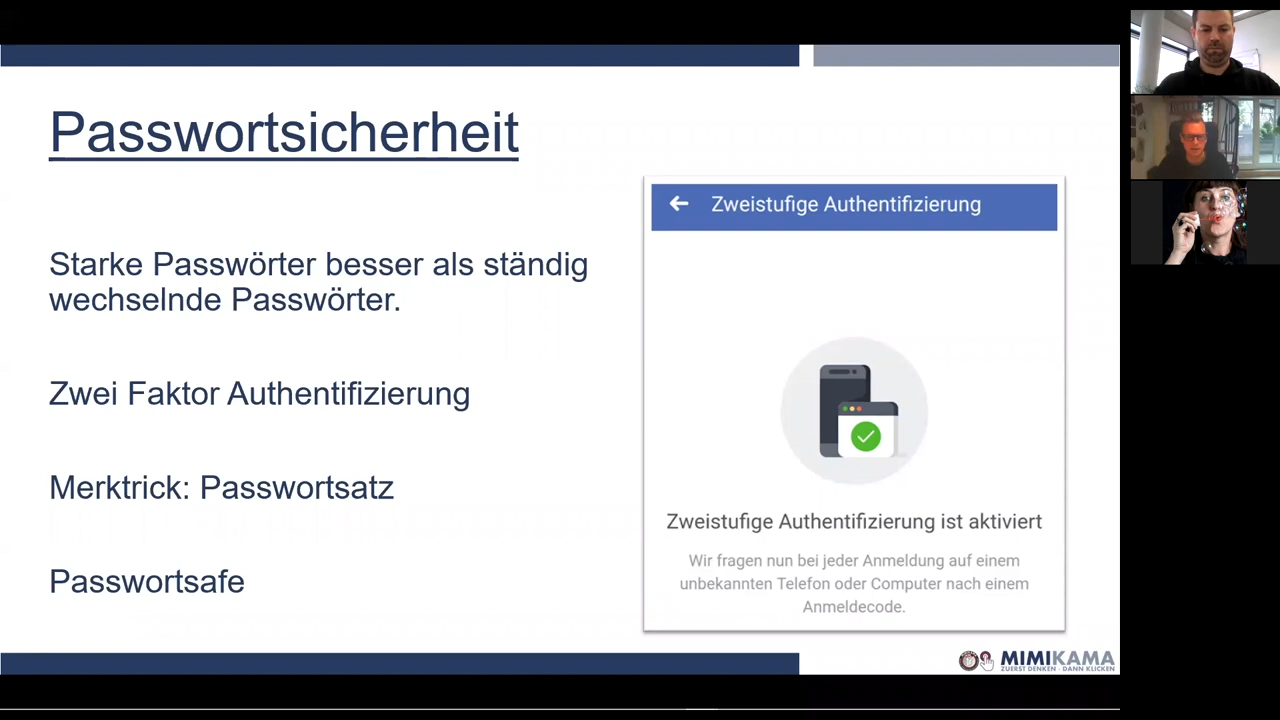 Passwortsicherheit
Starke Passwörter besser als ständig
wechselnde Passwörter.
Zwei Faktor Authentifizierung
Merktrick: Passwortsatz
Passwortsafe
Zweistufige Authentifizierung
Zweistufige Authentifizierung ist aktiviert
Wir fragen nun bei jeder Anmeldung auf einem
unbekannten Telefon oder Computer nach einem
Anmeldecode.
MIMIKAMA
ZUERST DENKEN - DANN KLICKEN